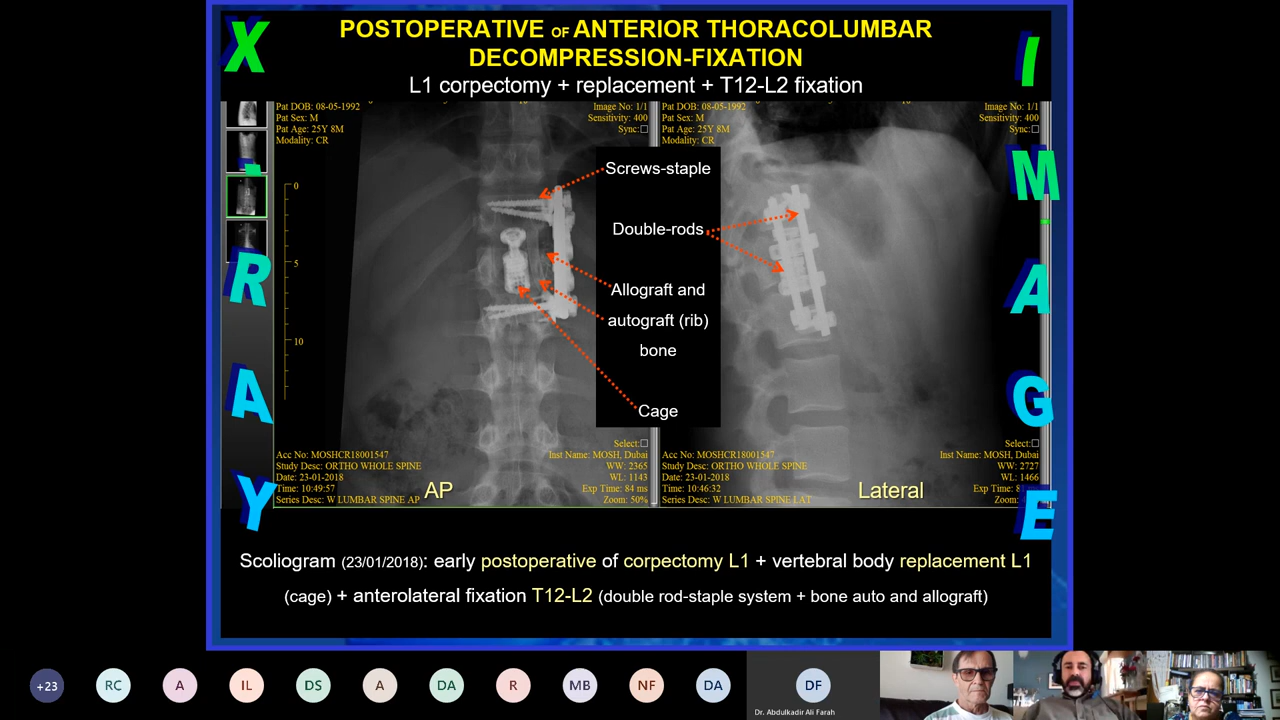 POSTOPERATIVE OF ANTERIOR THORACOLUMBAR
DECOMPRESSION-FIXATION
L1 corpectomy + replacement + T12-L2 fixation
X-RAY
IMAGE
Pat DOB: 08-05-1992
Pat Sex: M
Pat Age: 25Y 8M
Modality: CR
Image No: 1/1
Sensitivity: 400
Sync:
0
5
10
Acc No: MOSHCR18001547
Study Desc: ORTHO WHOLE SPINE
Date: 23-01-2018
Time: 10:49:57
Series Desc: W LUMBAR SPINE AP
AP
Select:
Inst Name: MOSH, Dubai
WW: 2365
WL: 1143
Exp Time: 84 ms
Zoom: 50%
Screws-staple
Double-rods
Allograft and
autograft (rib)
bone
Cage
Pat DOB: 08-05-1992
Pat Sex: M
Pat Age: 25Y 8M
Modality: CR
Image No: 1/1
Sensitivity: 400
Sync:
Acc No: MOSHCR18001547
Study Desc: ORTHO WHOLE SPINE
Date: 23-01-2018
Time: 10:46:32
Series Desc: W LUMBAR SPINE LAT
Lateral
Select:
Inst Name: MOSH, Dubai
WW: 2727
WL: 1466
Exp Time:
Zoom:
Scoliogram (23/01/2018): early postoperative of corpectomy L1 + vertebral body replacement L1
(cage) + anterolateral fixation T12-L2 (double rod-staple system + bone auto and allograft)
+23
RC
A
IL
DS
A
DA
R
MB
NF
DA
DF
Dr. Abdulkadir Ali Farah